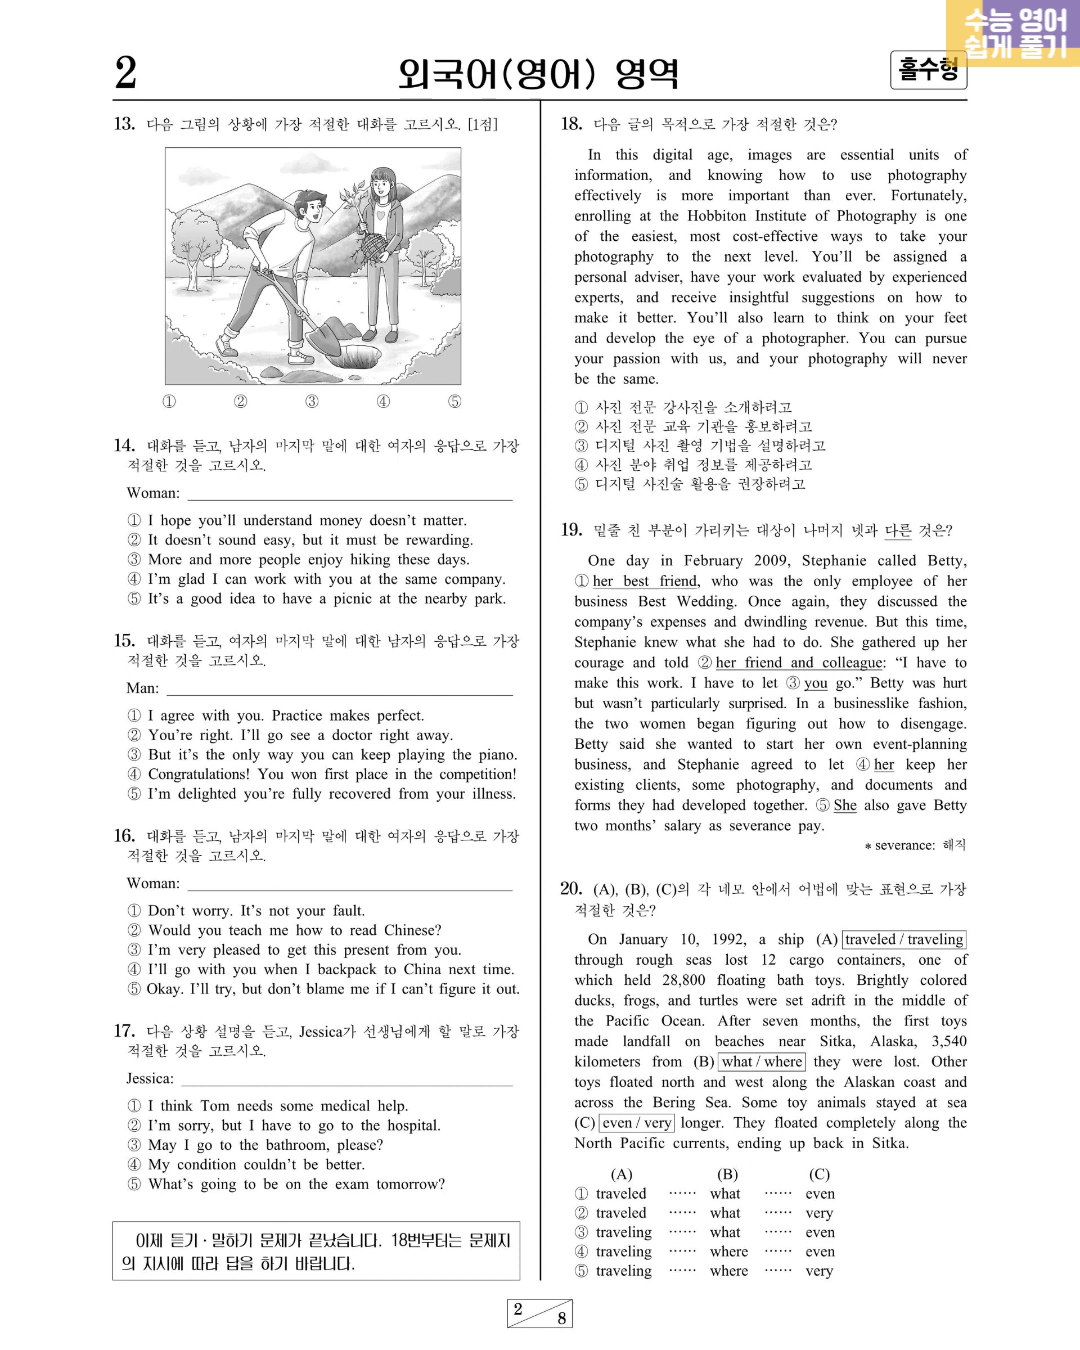 수능 영어
쉽게 풀기
2
외국어(영어) 영역
홀수형
13. 다음 그림의 상황에 가장 적절한 대화를 고르시오. [1점]
① ② ③ ④ ⑤
14. 대화를 듣고, 남자의 마지막 말에 대한 여자의 응답으로 가장
적절한 것을 고르시오.
Woman:
① I hope you’ll understand money doesn’t matter.
② It doesn’t sound easy, but it must be rewarding.
③ More and more people enjoy hiking these days.
④ I’m glad I can work with you at the same company.
⑤ It’s a good idea to have a picnic at the nearby park.
15. 대화를 듣고, 여자의 마지막 말에 대한 남자의 응답으로 가장
적절한 것을 고르시오.
Man:
① I agree with you. Practice makes perfect.
② You’re right. I’ll go see a doctor right away.
③ But it’s the only way you can keep playing the piano.
④ Congratulations! You won first place in the competition!
⑤ I’m delighted you’re fully recovered from your illness.
16. 대화를 듣고, 남자의 마지막 말에 대한 여자의 응답으로 가장
적절한 것을 고르시오.
Woman:
① Don’t worry. It’s not your fault.
② Would you teach me how to read Chinese?
③ I’m very pleased to get this present from you.
④ I’ll go with you when I backpack to China next time.
⑤ Okay. I’ll try, but don’t blame me if I can’t figure it out.
17. 다음 상황 설명을 듣고, Jessica가 선생님에게 할 말로 가장
적절한 것을 고르시오.
Jessica:
① I think Tom needs some medical help.
② I’m sorry, but I have to go to the hospital.
③ May I go to the bathroom, please?
④ My condition couldn’t be better.
⑤ What’s going to be on the exam tomorrow?
이제 듣기·말하기 문제가 끝났습니다. 18번부터는 문제지
의 지시에 따라 답을 하기 바랍니다.
18. 다음 글의 목적으로 가장 적절한 것은?
In this digital age, images are essential units of
information, and knowing how to use photography
effectively is more important than ever. Fortunately,
enrolling at the Hobbiton Institute of Photography is one
of the easiest, most cost-effective ways to take your
photography to the next level. You’ll be assigned a
personal adviser, have your work evaluated by experienced
experts, and receive insightful suggestions on how to
make it better. You’ll also learn to think on your feet
and develop the eye of a photographer. You can pursue
your passion with us, and your photography will never
be the same.
① 사진 전문 강사진을 소개하려고
② 사진 전문 교육 기관을 홍보하려고
③ 디지털 사진 촬영 기법을 설명하려고
④ 사진 분야 취업 정보를 제공하려고
⑤ 디지털 사진술 활용을 권장하려고
19. 밑줄 친 부분이 가리키는 대상이 나머지 넷과 다른 것은?
One day in February 2009, Stephanie called Betty,
① her best friend, who was the only employee of her
business Best Wedding. Once again, they discussed the
company’s expenses and dwindling revenue. But this time,
Stephanie knew what she had to do. She gathered up her
courage and told ② her friend and colleague: “I have to
make this work. I have to let ③ you go.” Betty was hurt
but wasn’t particularly surprised. In a businesslike fashion,
the two women began figuring out how to disengage.
Betty said she wanted to start her own event-planning
business, and Stephanie agreed to let ④ her keep her
existing clients, some photography, and documents and
forms they had developed together. ⑤ She also gave Betty
two months’ salary as severance pay.
* severance: 해직
20. (A), (B), (C)의 각 네모 안에서 어법에 맞는 표현으로 가장
적절한 것은?
On January 10, 1992, a ship (A) traveled / traveling
through rough seas lost 12 cargo containers, one of
which held 28,800 floating bath toys. Brightly colored
ducks, frogs, and turtles were set adrift in the middle of
the Pacific Ocean. After seven months, the first toys
made landfall on beaches near Sitka, Alaska, 3,540
kilometers from (B) what / where they were lost. Other
toys floated north and west along the Alaskan coast and
across the Bering Sea. Some toy animals stayed at sea
(C) even / very longer. They floated completely along the
North Pacific currents, ending up back in Sitka.
(A) (B) (C)
① traveled …… what …… even
② traveled …… what …… very
③ traveling …… what …… even
④ traveling …… where …… even
⑤ traveling …… where …… very
2
8